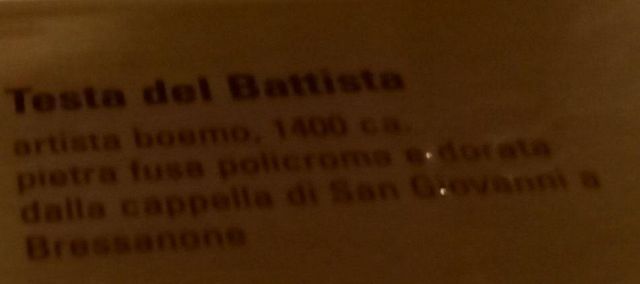 Testa del Battista
artista boemo, 1400 ca.
pietra fusa policroma e dorata
dalla cappella di San Giovanni a
Bressanone